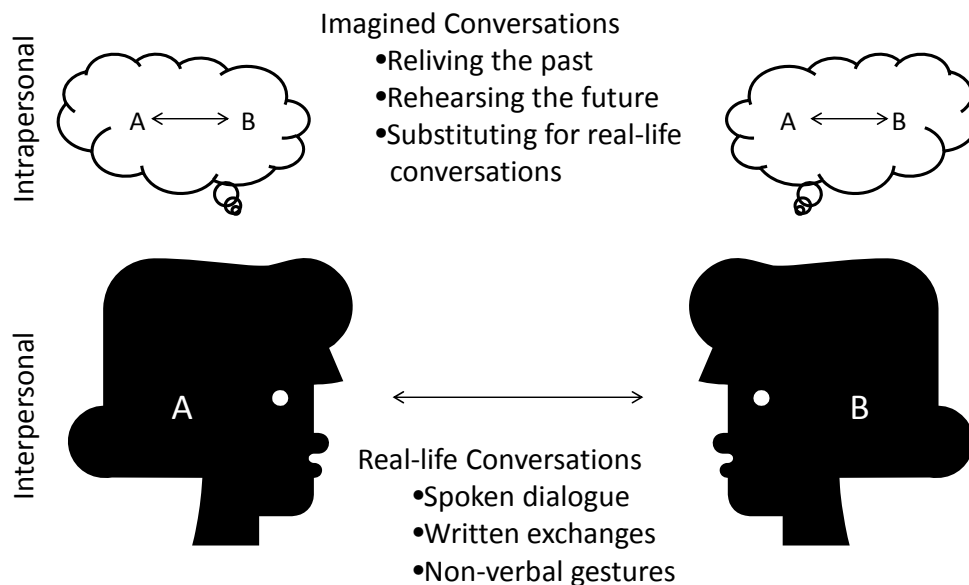 Intrapersonal
Imagined Conversations
•Reliving the past
•Rehearsing the future
•Substituting for real-life
conversations
A B
A B
Interpersonal
A
B
Real-life Conversations
•Spoken dialogue
•Written exchanges
•Non-verbal gestures